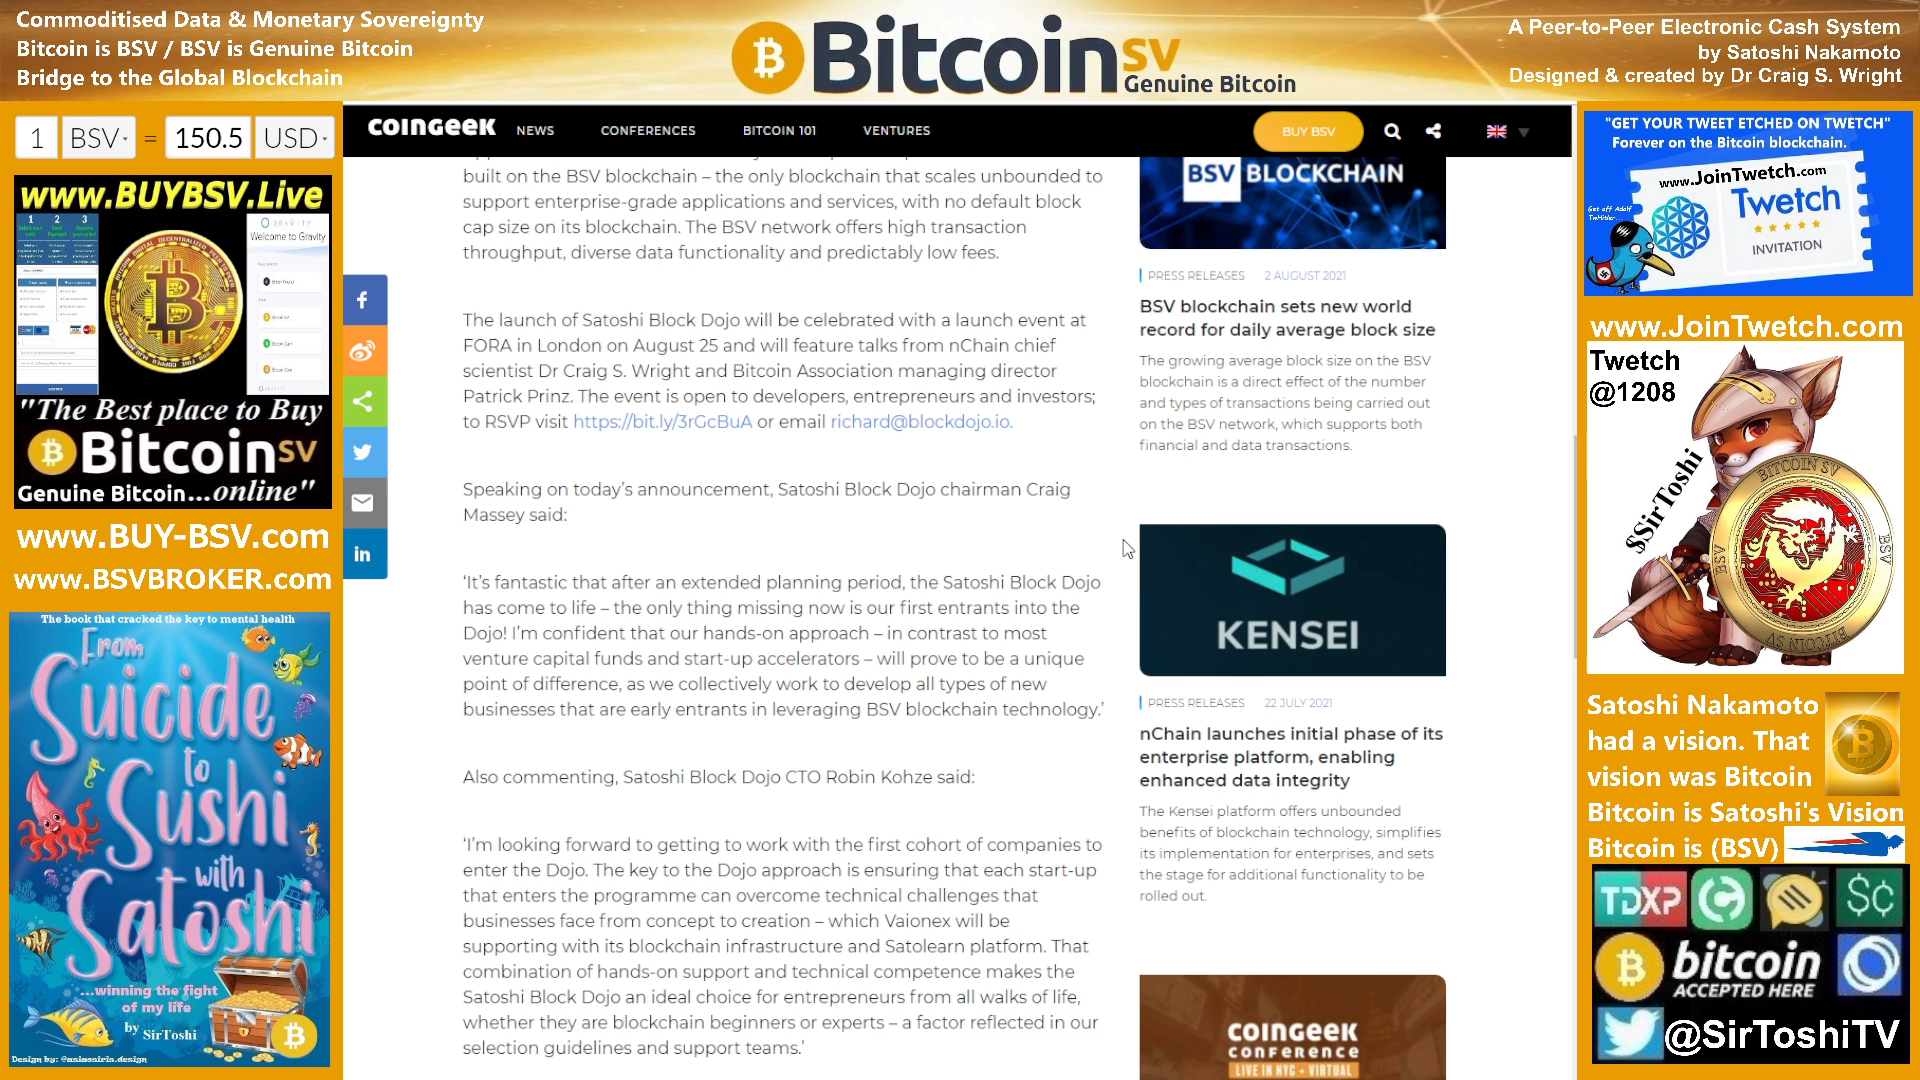 Commoditised Data & Monetary Sovereignty
Bitcoin is BSV / BSV is Genuine Bitcoin
Bridge to the Global Blockchain
Bitcoin SV
Genuine Bitcoin
A Peer-to-Peer Electronic Cash System
by Satoshi Nakamoto
Designed & created by Dr Craig S. Wright
1 BSV = 150.5 USD
www.BUYBSV.Live
1 2 3
GRAVITY
Welcome to Gravity
"The Best place to Buy
Bitcoin SV
Genuine Bitcoin...online"
www.BUY-BSV.com
www.BSVBROKER.com
The book that cracked the key to mental health
From
Suicide
to
Sushi
with
Satoshi
...winning the fight
of my life
by SirToshi
Design by: @asiaosiris.design
COINGEEK NEWS CONFERENCES BITCOIN 101 VENTURES BUY BSV
built on the BSV blockchain – the only blockchain that scales unbounded to
support enterprise-grade applications and services, with no default block
cap size on its blockchain. The BSV network offers high transaction
throughput, diverse data functionality and predictably low fees.
The launch of Satoshi Block Dojo will be celebrated with a launch event at
FORA in London on August 25 and will feature talks from nChain chief
scientist Dr Craig S. Wright and Bitcoin Association managing director
Patrick Prinz. The event is open to developers, entrepreneurs and investors;
to RSVP visit https://bit.ly/3rGcBuA or email richard@blockdojo.io.
Speaking on today’s announcement, Satoshi Block Dojo chairman Craig
Massey said:
‘It’s fantastic that after an extended planning period, the Satoshi Block Dojo
has come to life – the only thing missing now is our first entrants into the
Dojo! I’m confident that our hands-on approach – in contrast to most
venture capital funds and start-up accelerators – will prove to be a unique
point of difference, as we collectively work to develop all types of new
businesses that are early entrants in leveraging BSV blockchain technology.’
Also commenting, Satoshi Block Dojo CTO Robin Kohze said:
‘I’m looking forward to getting to work with the first cohort of companies to
enter the Dojo. The key to the Dojo approach is ensuring that each start-up
that enters the programme can overcome technical challenges that
businesses face from concept to creation – which Vaionex will be
supporting with its blockchain infrastructure and Satolearn platform. That
combination of hands-on support and technical competence makes the
Satoshi Block Dojo an ideal choice for entrepreneurs from all walks of life,
whether they are blockchain beginners or experts – a factor reflected in our
selection guidelines and support teams.’
BSV BLOCKCHAIN
PRESS RELEASES 2 AUGUST 2021
BSV blockchain sets new world
record for daily average block size
The growing average block size on the BSV
blockchain is a direct effect of the number
and types of transactions being carried out
on the BSV network, which supports both
financial and data transactions.
KENSEI
PRESS RELEASES 22 JULY 2021
nChain launches initial phase of its
enterprise platform, enabling
enhanced data integrity
The Kensei platform offers unbounded
benefits of blockchain technology, simplifies
its implementation for enterprises, and sets
the stage for additional functionality to be
rolled out.
COINGEEK
CONFERENCE
LIVE IN NYC + VIRTUAL
"GET YOUR TWEET ETCHED ON TWETCH"
Forever on the Bitcoin blockchain.
www.JoinTwetch.com
Twetch
INVITATION
Get off Adolf
Twitler...
www.JoinTwetch.com
Twetch
@1208
$SirToshi
BITCOIN SV
BSV
BSV
BITCOIN SV
Satoshi Nakamoto
had a vision. That
vision was Bitcoin
Bitcoin is Satoshi's Vision
Bitcoin is (BSV)
TDXP
$¢
bitcoin
ACCEPTED HERE
@SirToshiTV